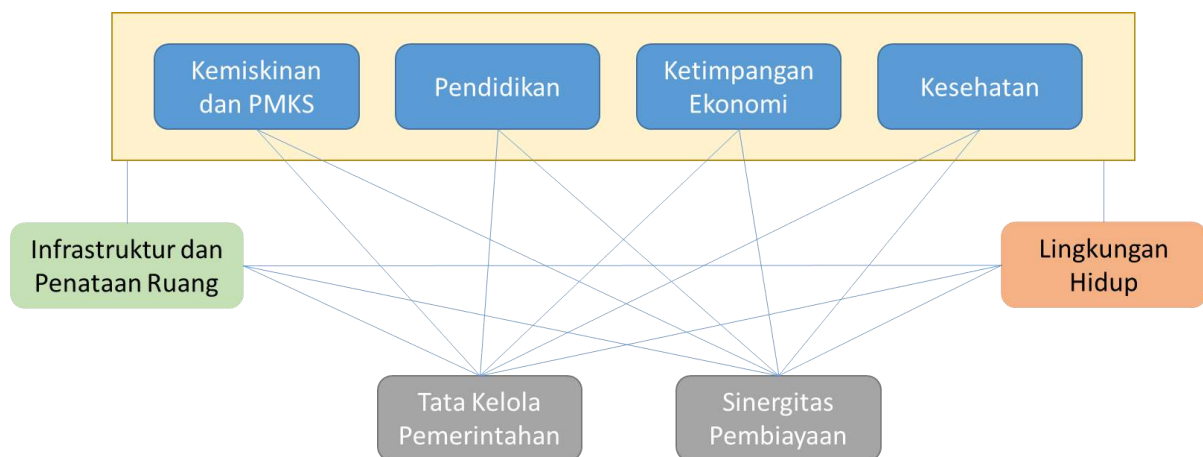 Kemiskinan
dan PMKS
Pendidikan
Ketimpangan
Ekonomi
Kesehatan
Infrastruktur dan
Penataan Ruang
Lingkungan
Hidup
Tata Kelola
Pemerintahan
Sinergitas
Pembiayaan